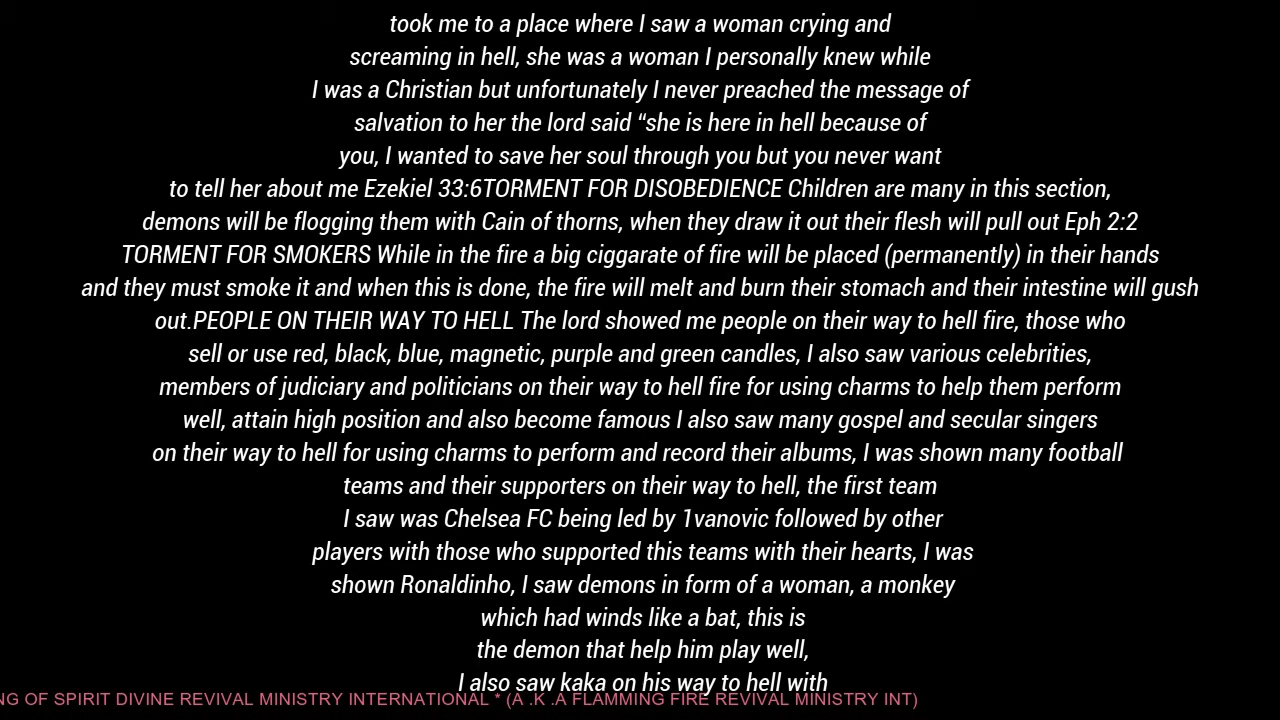 took me to a place where I saw a woman crying and
screaming in hell, she was a woman I personally knew while
I was a Christian but unfortunately I never preached the message of
salvation to her the lord said “she is here in hell because of
you, I wanted to save her soul through you but you never want
to tell her about me Ezekiel 33:6TORMENT FOR DISOBEDIENCE Children are many in this section,
demons will be flogging them with Cain of thorns, when they draw it out their flesh will pull out Eph 2:2
TORMENT FOR SMOKERS While in the fire a big ciggarate of fire will be placed (permanently) in their hands
and they must smoke it and when this is done, the fire will melt and burn their stomach and their intestine will gush
out.PEOPLE ON THEIR WAY TO HELL The lord showed me people on their way to hell fire, those who
sell or use red, black, blue, magnetic, purple and green candles, I also saw various celebrities,
members of judiciary and politicians on their way to hell fire for using charms to help them perform
well, attain high position and also become famous I also saw many gospel and secular singers
on their way to hell for using charms to perform and record their albums, I was shown many football
teams and their supporters on their way to hell, the first team
I saw was Chelsea FC being led by 1vanovic followed by other
players with those who supported this teams with their hearts, I was
shown Ronaldinho, I saw demons in form of a woman, a monkey
which had winds like a bat, this is
the demon that help him play well,
I also saw kaka on his way to hell with
NG OF SPIRIT DIVINE REVIVAL MINISTRY INTERNATIONAL * (A .K .A FLAMMING FIRE REVIVAL MINISTRY INT)